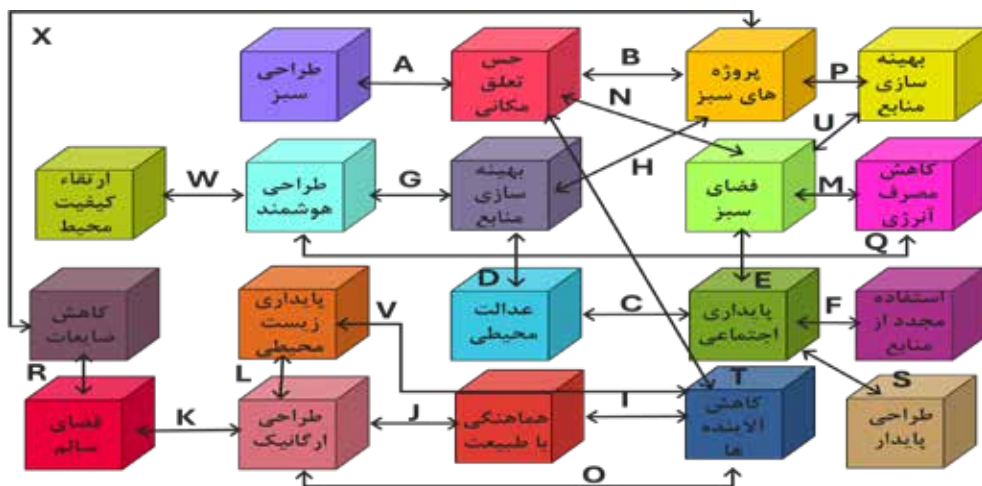 X
طراحی
سبز
A
حس
تعلق
مکانی
B
پروژه
های سبز
P
بهینه
سازی
منابع
N
U
ارتقاء
کیفیت
محیط
W
طراحی
هوشمند
G
بهینه
سازی
منابع
H
فضای
سبز
M
کاهش
مصرف
آنرژی
Q
کاهش
ضایعات
پایداری
زیست
محیطی
V
D
عدالت
محیطی
C
E
پایداری
اجتماعی
F
استفاده
مجدد از
منابع
R
L
T
S
فضای
سالم
K
طراحی
ارگانیک
J
هماهنگی
با طبیعت
I
کاهش
آلاینده
ها
طراحی
پایدار
O